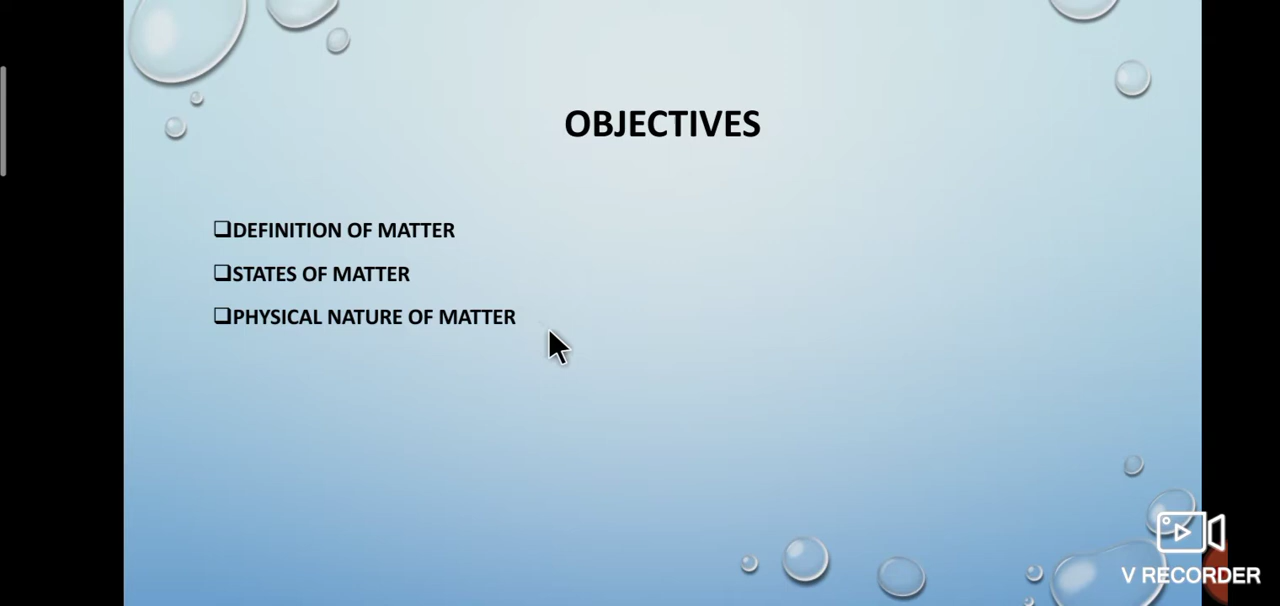 OBJECTIVES
❑DEFINITION OF MATTER
❑STATES OF MATTER
❑PHYSICAL NATURE OF MATTER
V RECORDER